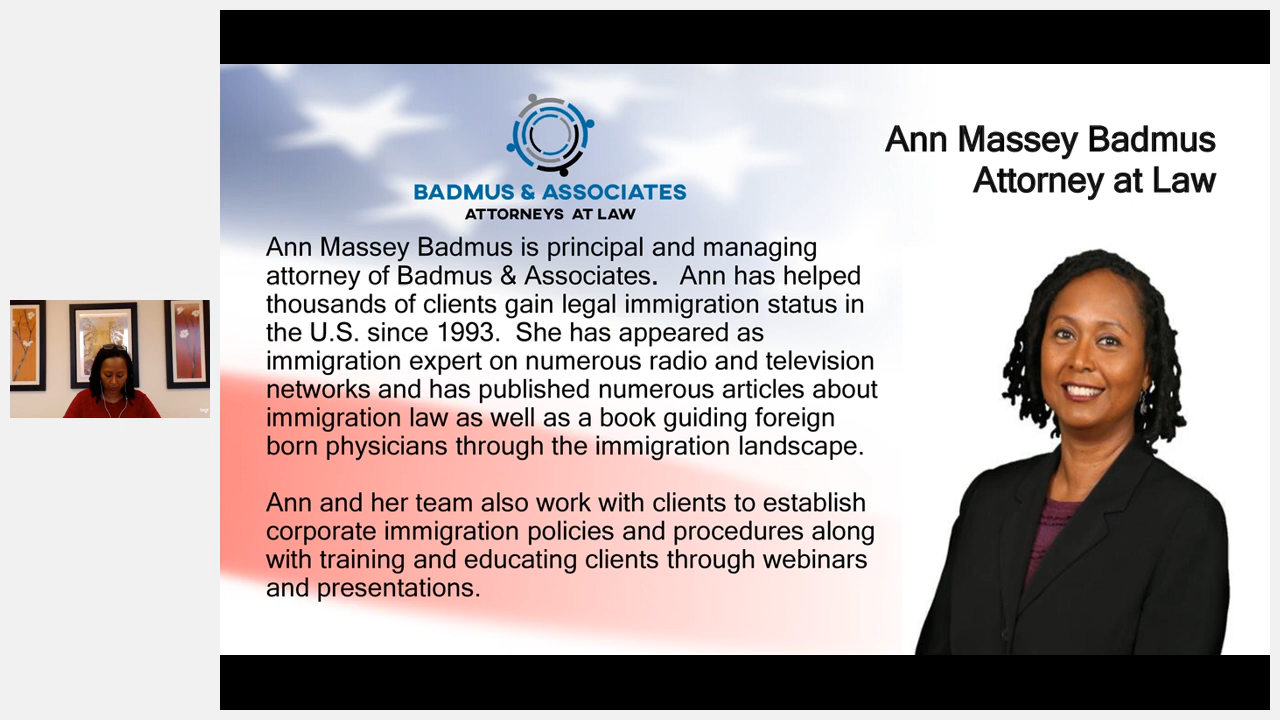 BADMUS & ASSOCIATES
ATTORNEYS AT LAW
Ann Massey Badmus
Attorney at Law
Ann Massey Badmus is principal and managing
attorney of Badmus & Associates. Ann has helped
thousands of clients gain legal immigration status in
the U.S. since 1993. She has appeared as
immigration expert on numerous radio and television
networks and has published numerous articles about
immigration law as well as a book guiding foreign
born physicians through the immigration landscape.
Ann and her team also work with clients to establish
corporate immigration policies and procedures along
with training and educating clients through webinars
and presentations.